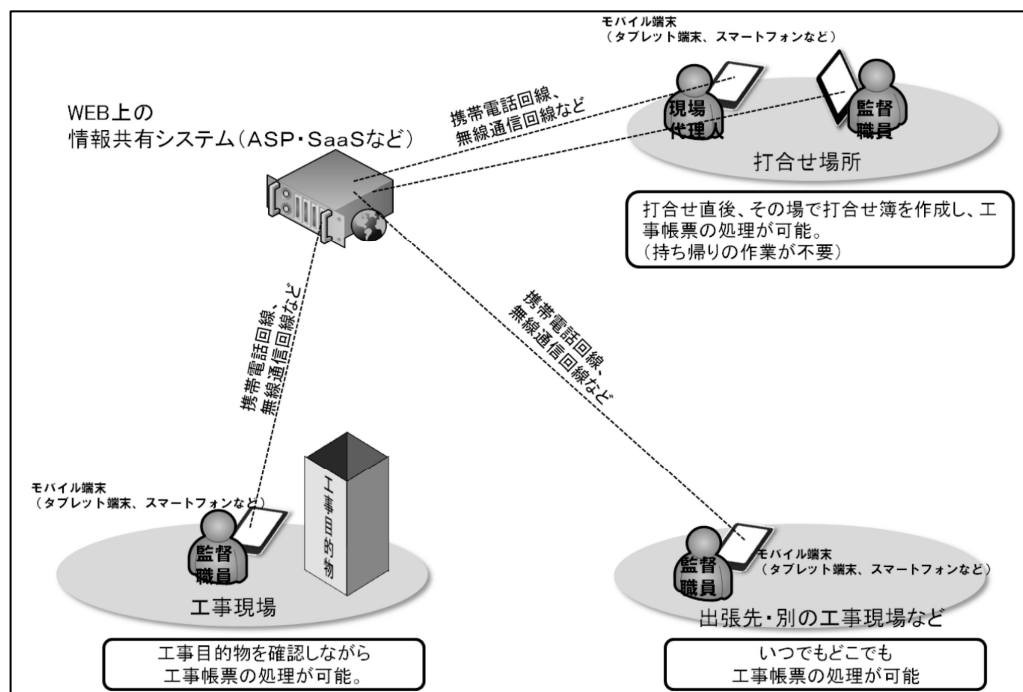 モバイル端末
（タブレット端末、スマートフォンなど）
WEB上の
情報共有システム（ASP・SaaSなど）
携帯電話回線、
無線通信回線など
現場
代理人
監督
職員
打合せ場所
打合せ直後、その場で打合せ簿を作成し、工
事帳票の処理が可能。
（持ち帰りの作業が不要）
携帯電話回線、
無線通信回線など
携帯電話回線、
無線通信回線など
モバイル端末
（タブレット端末、スマートフォンなど）
監督
職員
工事目的物
工事現場
工事目的物を確認しながら
工事帳票の処理が可能。
モバイル端末
（タブレット端末、スマートフォンなど）
監督
職員
出張先・別の工事現場など
いつでもどこでも
工事帳票の処理が可能